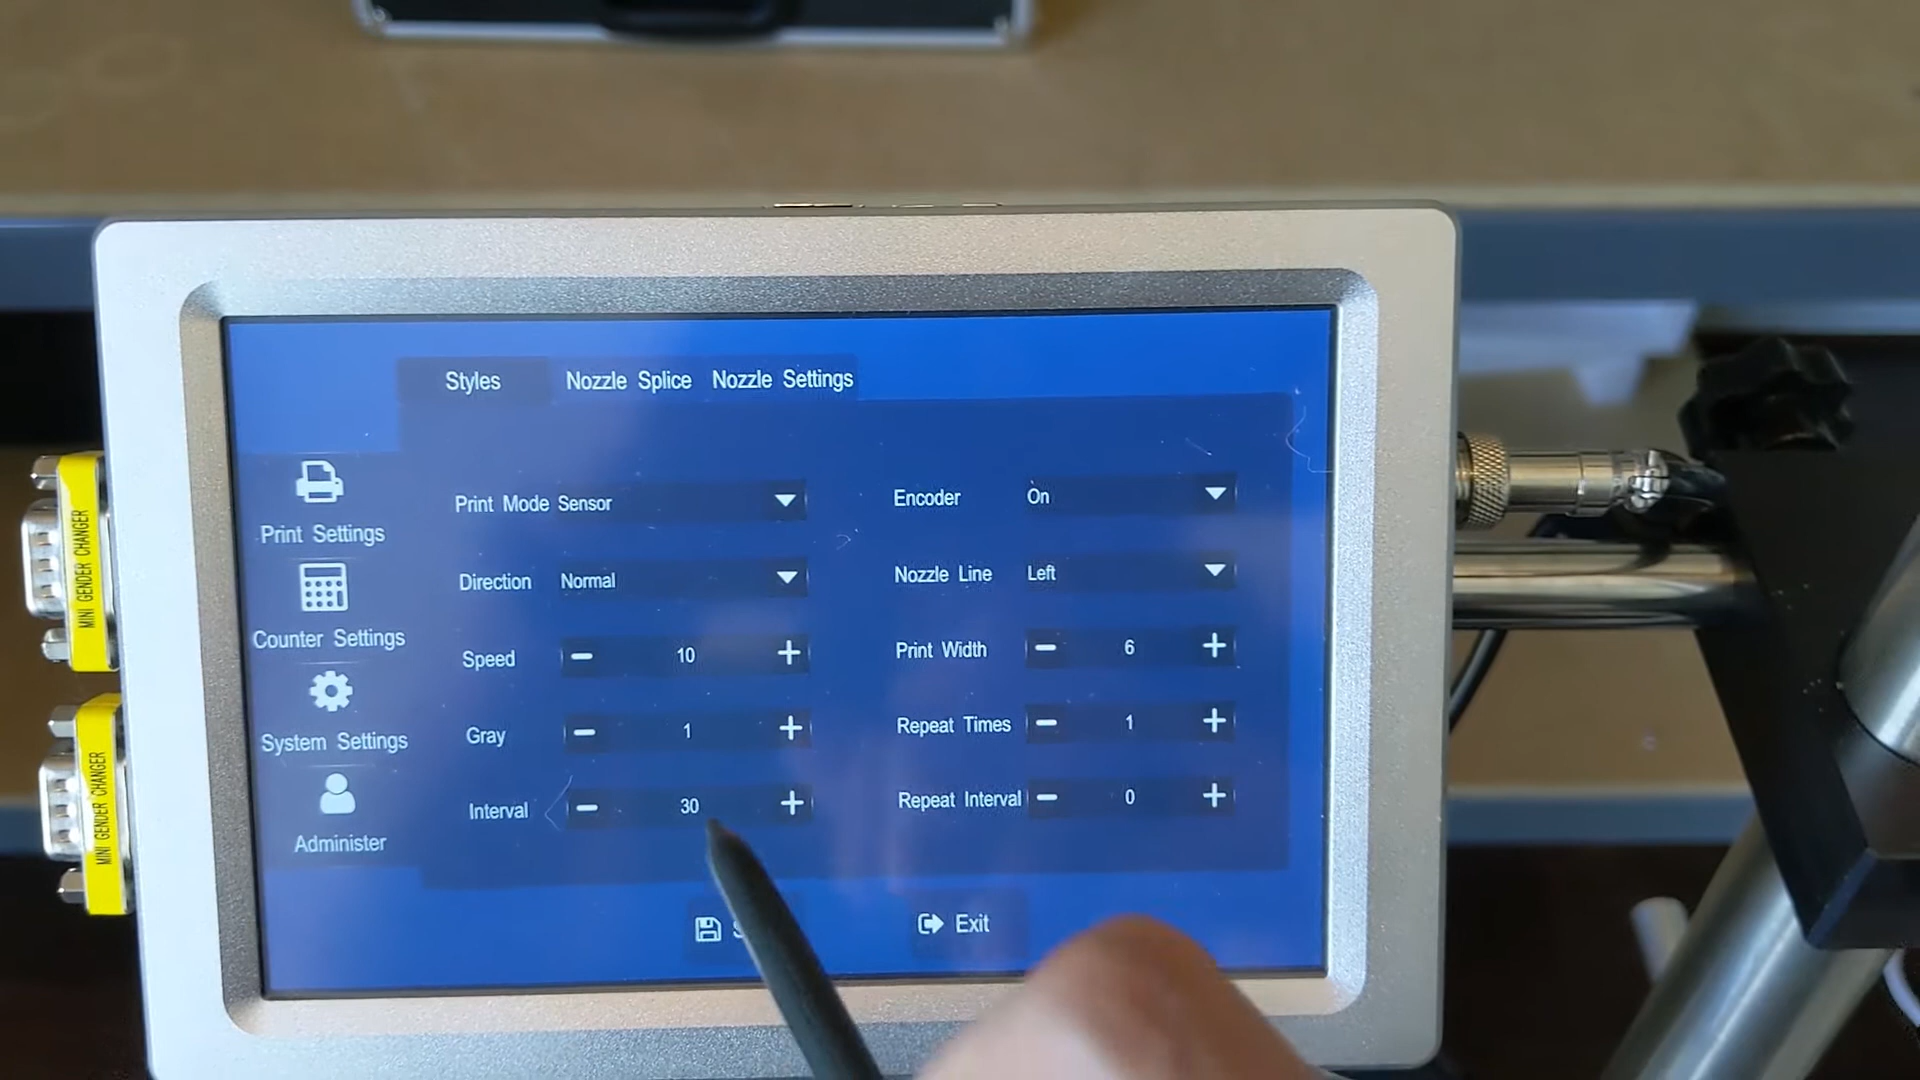 Styles Nozzle Splice Nozzle Settings
Print Settings
Counter Settings
System Settings
Administer
Print Mode Sensor
Direction Normal
Speed 10
Gray 1
Interval 30
Encoder On
Nozzle Line Left
Print Width 6
Repeat Times 1
Repeat Interval 0
Exit
MINI GENDER CHANGER
MINI GENDER CHANGER